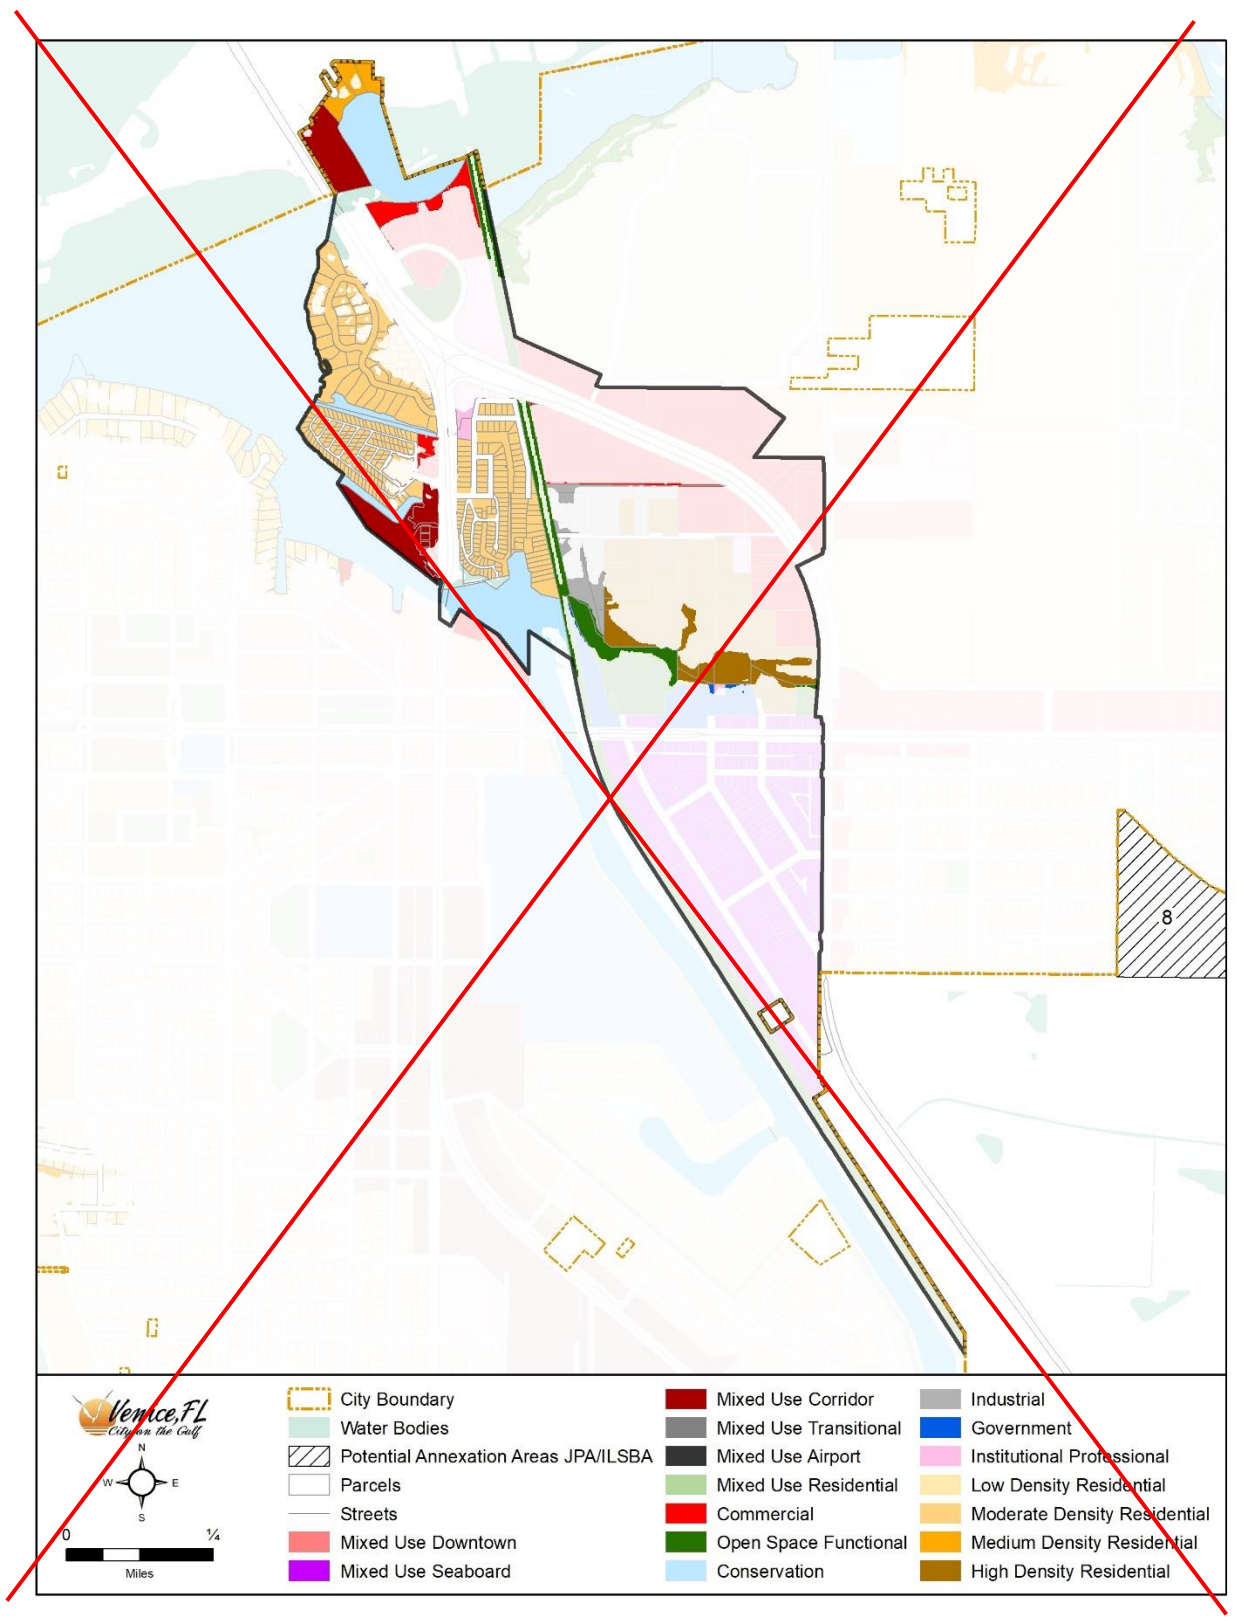 8
Venice, FL
City on the Gulf
N
W E
S
0 ¼
Miles
City Boundary
Water Bodies
Potential Annexation Areas JPA/ILSBA
Parcels
Streets
Mixed Use Downtown
Mixed Use Seaboard
Mixed Use Corridor
Mixed Use Transitional
Mixed Use Airport
Mixed Use Residential
Commercial
Open Space Functional
Conservation
Industrial
Government
Institutional Professional
Low Density Residential
Moderate Density Residential
Medium Density Residential
High Density Residential